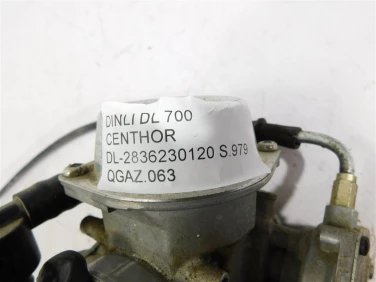 DINLI DL 700
CENTHOR
DL-2836230120 S.979
QGAZ.063